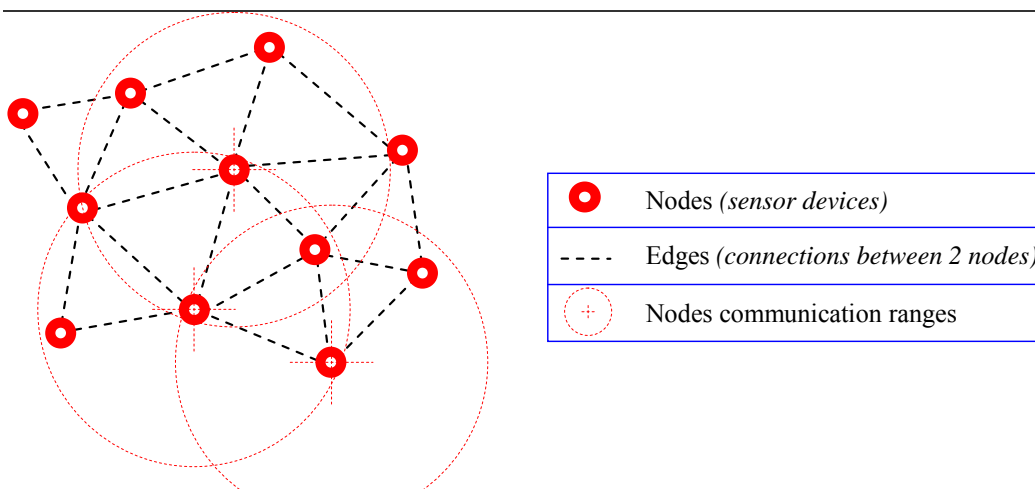 Nodes (sensor devices)
Edges (connections between 2 nodes)
Nodes communication ranges